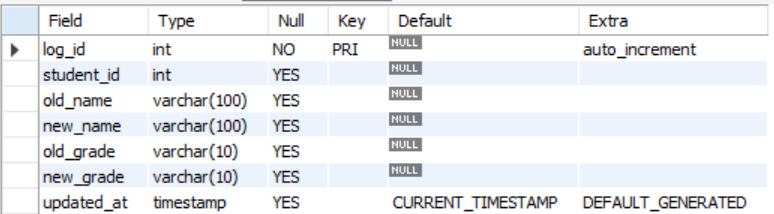 Field Type Null Key Default Extra
log_id int NO PRI NULL auto_increment
student_id int YES NULL
old_name varchar(100) YES NULL
new_name varchar(100) YES NULL
old_grade varchar(10) YES NULL
new_grade varchar(10) YES NULL
updated_at timestamp YES CURRENT_TIMESTAMP DEFAULT_GENERATED